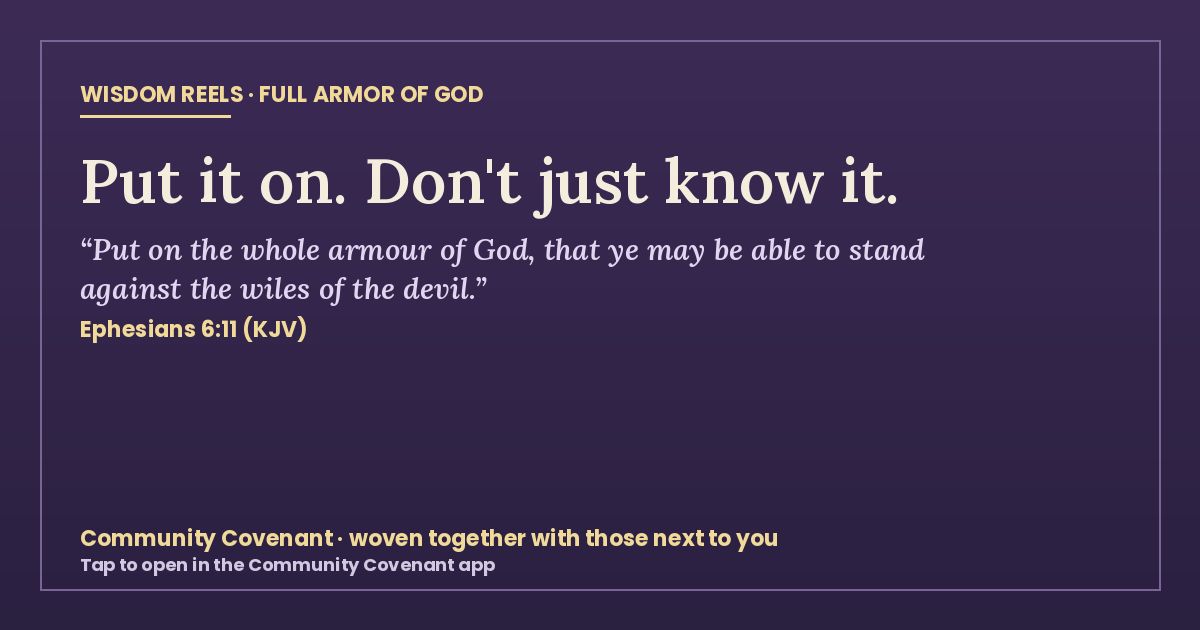 WISDOM REELS · FULL ARMOR OF GOD
Put it on. Don't just know it.
“Put on the whole armour of God, that ye may be able to stand
against the wiles of the devil.”
Ephesians 6:11 (KJV)
Community Covenant · woven together with those next to you
Tap to open in the Community Covenant app